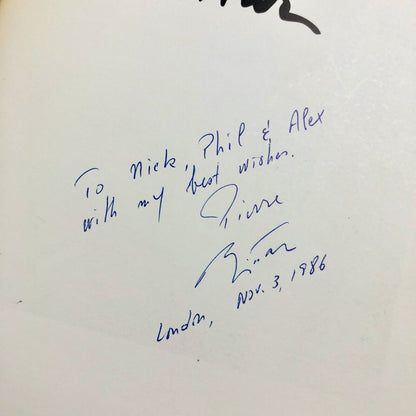 To Nick, Phil & Alex
with my best wishes.
Pierre
London, Nov. 3, 1986